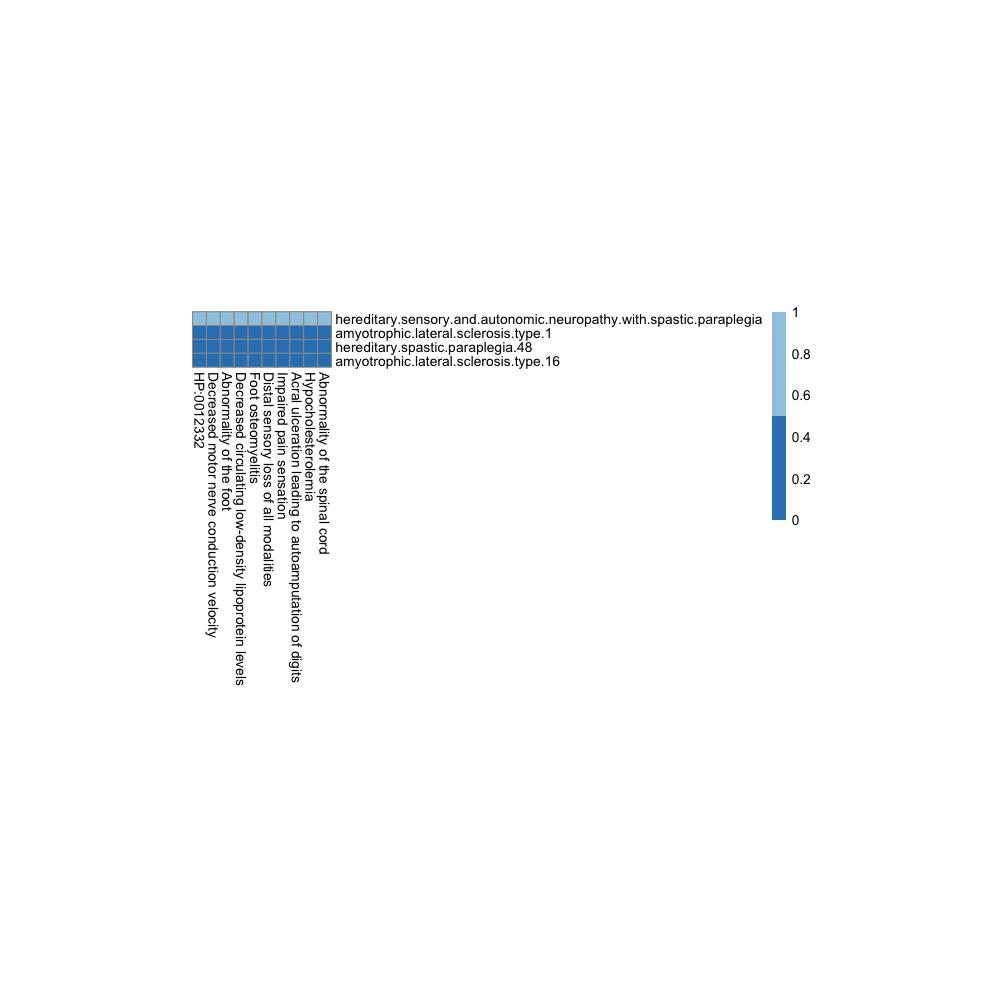 hereditary.sensory.and.autonomic.neuropathy.with.spastic.paraplegia
amyotrophic.lateral.sclerosis.type.1
hereditary.spastic.paraplegia.48
amyotrophic.lateral.sclerosis.type.16
HP:0012332
Decreased motor nerve conduction velocity
Abnormality of the foot
Decreased circulating low-density lipoprotein levels
Foot osteomyelitis
Distal sensory loss of all modalities
Impaired pain sensation
Acral ulceration leading to autoamputation of digits
Hypocholesterolemia
Abnormality of the spinal cord
1
0.8
0.6
0.4
0.2
0